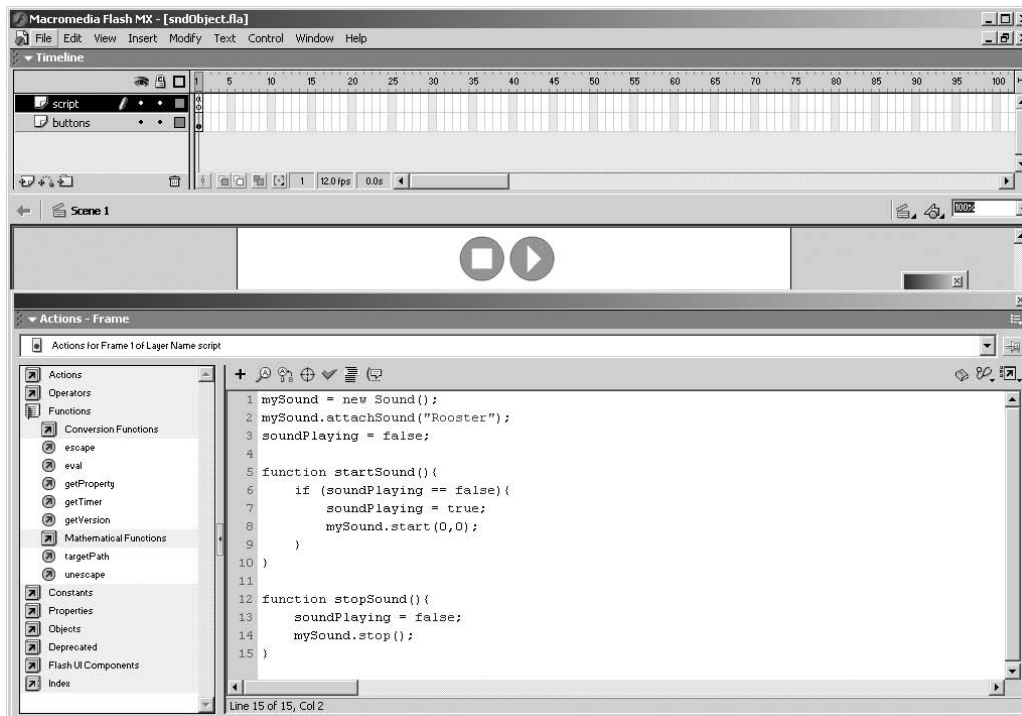 Macromedia Flash MX - [sndObject.fla]
File Edit View Insert Modify Text Control Window Help
Timeline
1 5 10 15 20 25 30 35 40 45 50 55 60 65 70 75 80 85 90 95 100
script
buttons
1 12.0 fps 0.0s
Scene 1
100%
Actions - Frame
Actions for Frame 1 of Layer Name script
Actions
Operators
Functions
Conversion Functions
escape
eval
getProperty
getTimer
getVersion
Mathematical Functions
targetPath
unescape
Constants
Properties
Objects
Deprecated
Flash UI Components
Index
1 mySound = new Sound();
2 mySound.attachSound("Rooster");
3 soundPlaying = false;
4
5 function startSound(){
6 if (soundPlaying == false){
7 soundPlaying = true;
8 mySound.start(0,0);
9 }
10 }
11
12 function stopSound(){
13 soundPlaying = false;
14 mySound.stop();
15 }
Line 15 of 15, Col 2